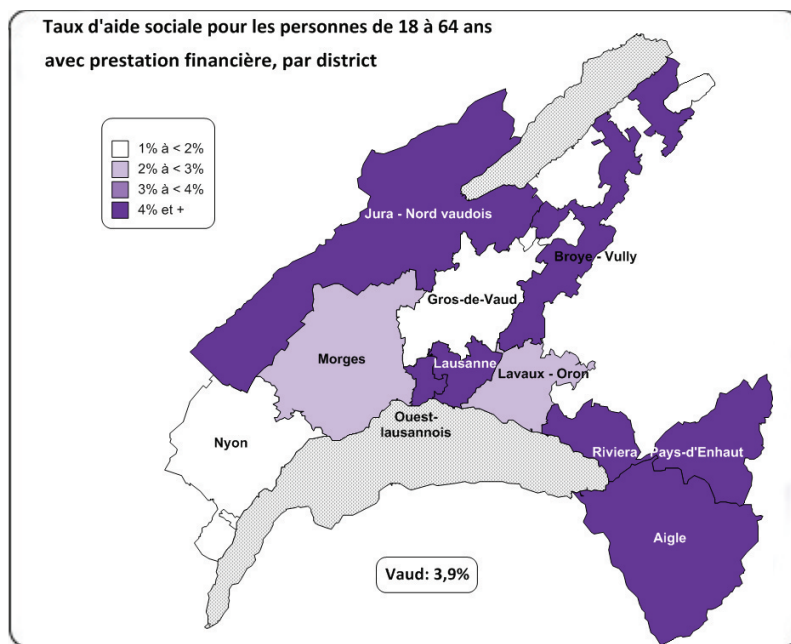 Taux d'aide sociale pour les personnes de 18 à 64 ans
avec prestation financière, par district
1% à < 2%
2% à < 3%
3% à < 4%
4% et +
Jura - Nord vaudois
Broye - Vully
Gros-de-Vaud
Morges
Lausanne
Lavaux - Oron
Ouest-
lausannois
Nyon
Riviera - Pays-d'Enhaut
Aigle
Vaud: 3,9%